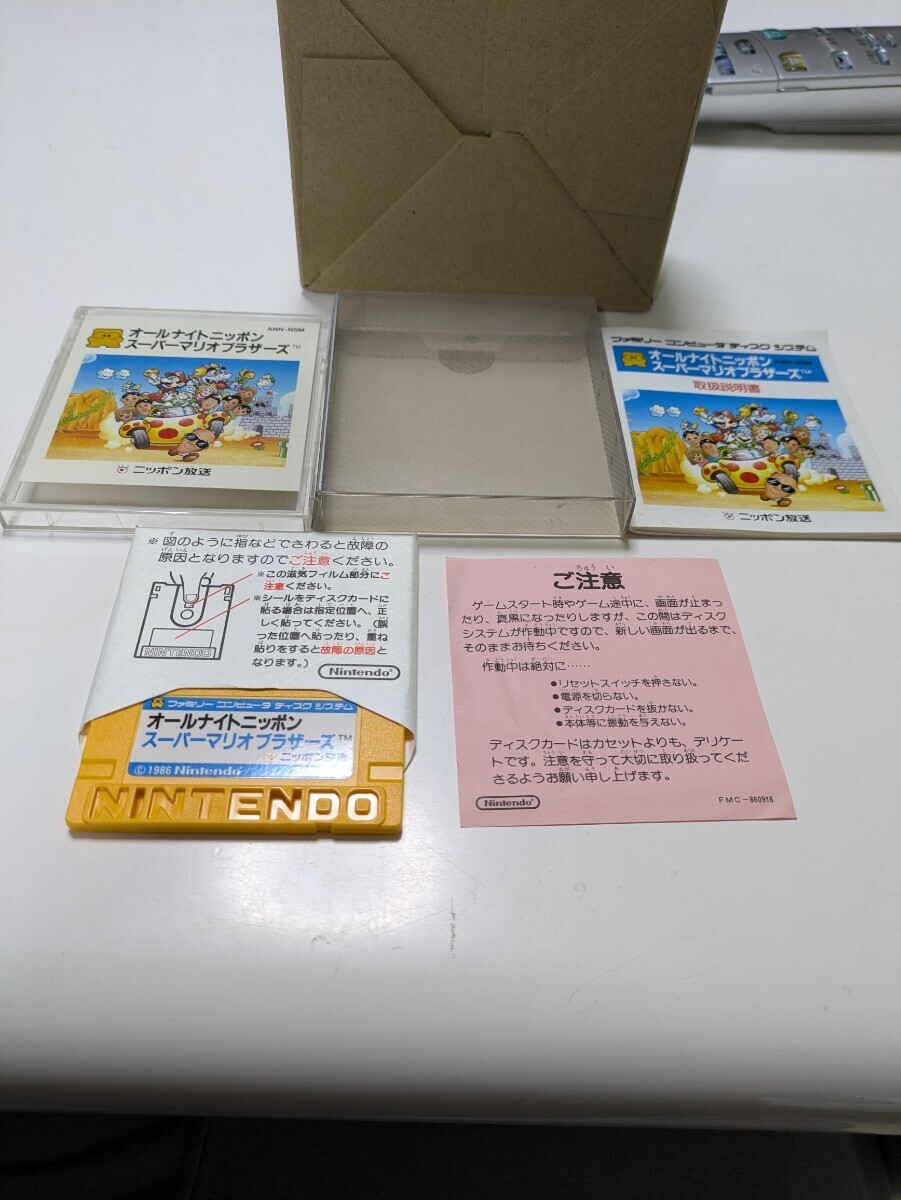 ANN-NSM
オールナイトニッポン
スーパーマリオブラザーズ™
ニッポン放送
ファミリー コンピュータ ディスク システム
オールナイトニッポン
スーパーマリオブラザーズ™
取扱説明書
ニッポン放送
※図のように指などでさわると故障の
原因となりますのでご注意ください。
※この磁気フィルム部分にご
注意ください。
※シールをディスクカードに
貼る場合は指定位置へ、正
しく貼ってください。(誤
った位置へ貼ったり、重ね
貼りをすると故障の原因と
なります。)
NINTENDO
Nintendo®
ファミリー コンピュータ ディスク システム
オールナイトニッポン
スーパーマリオブラザーズ™
ニッポン放送
©1986 Nintendo
NINTENDO
ご注意
ゲームスタート時やゲーム途中に、画面が止まっ
たり、真黒になったりしますが、この間はディスク
システムが作動中ですので、新しい画面が出るまで、
そのままお待ちください。
作動中は絶対に……
●リセットスイッチを押さない。
●電源を切らない。
●ディスクカードを抜かない。
●本体等に振動を与えない。
ディスクカードはカセットよりも、デリケー
トです。注意を守って大切に取り扱ってくだ
さるようお願い申し上げます。
Nintendo®
FMC-860916